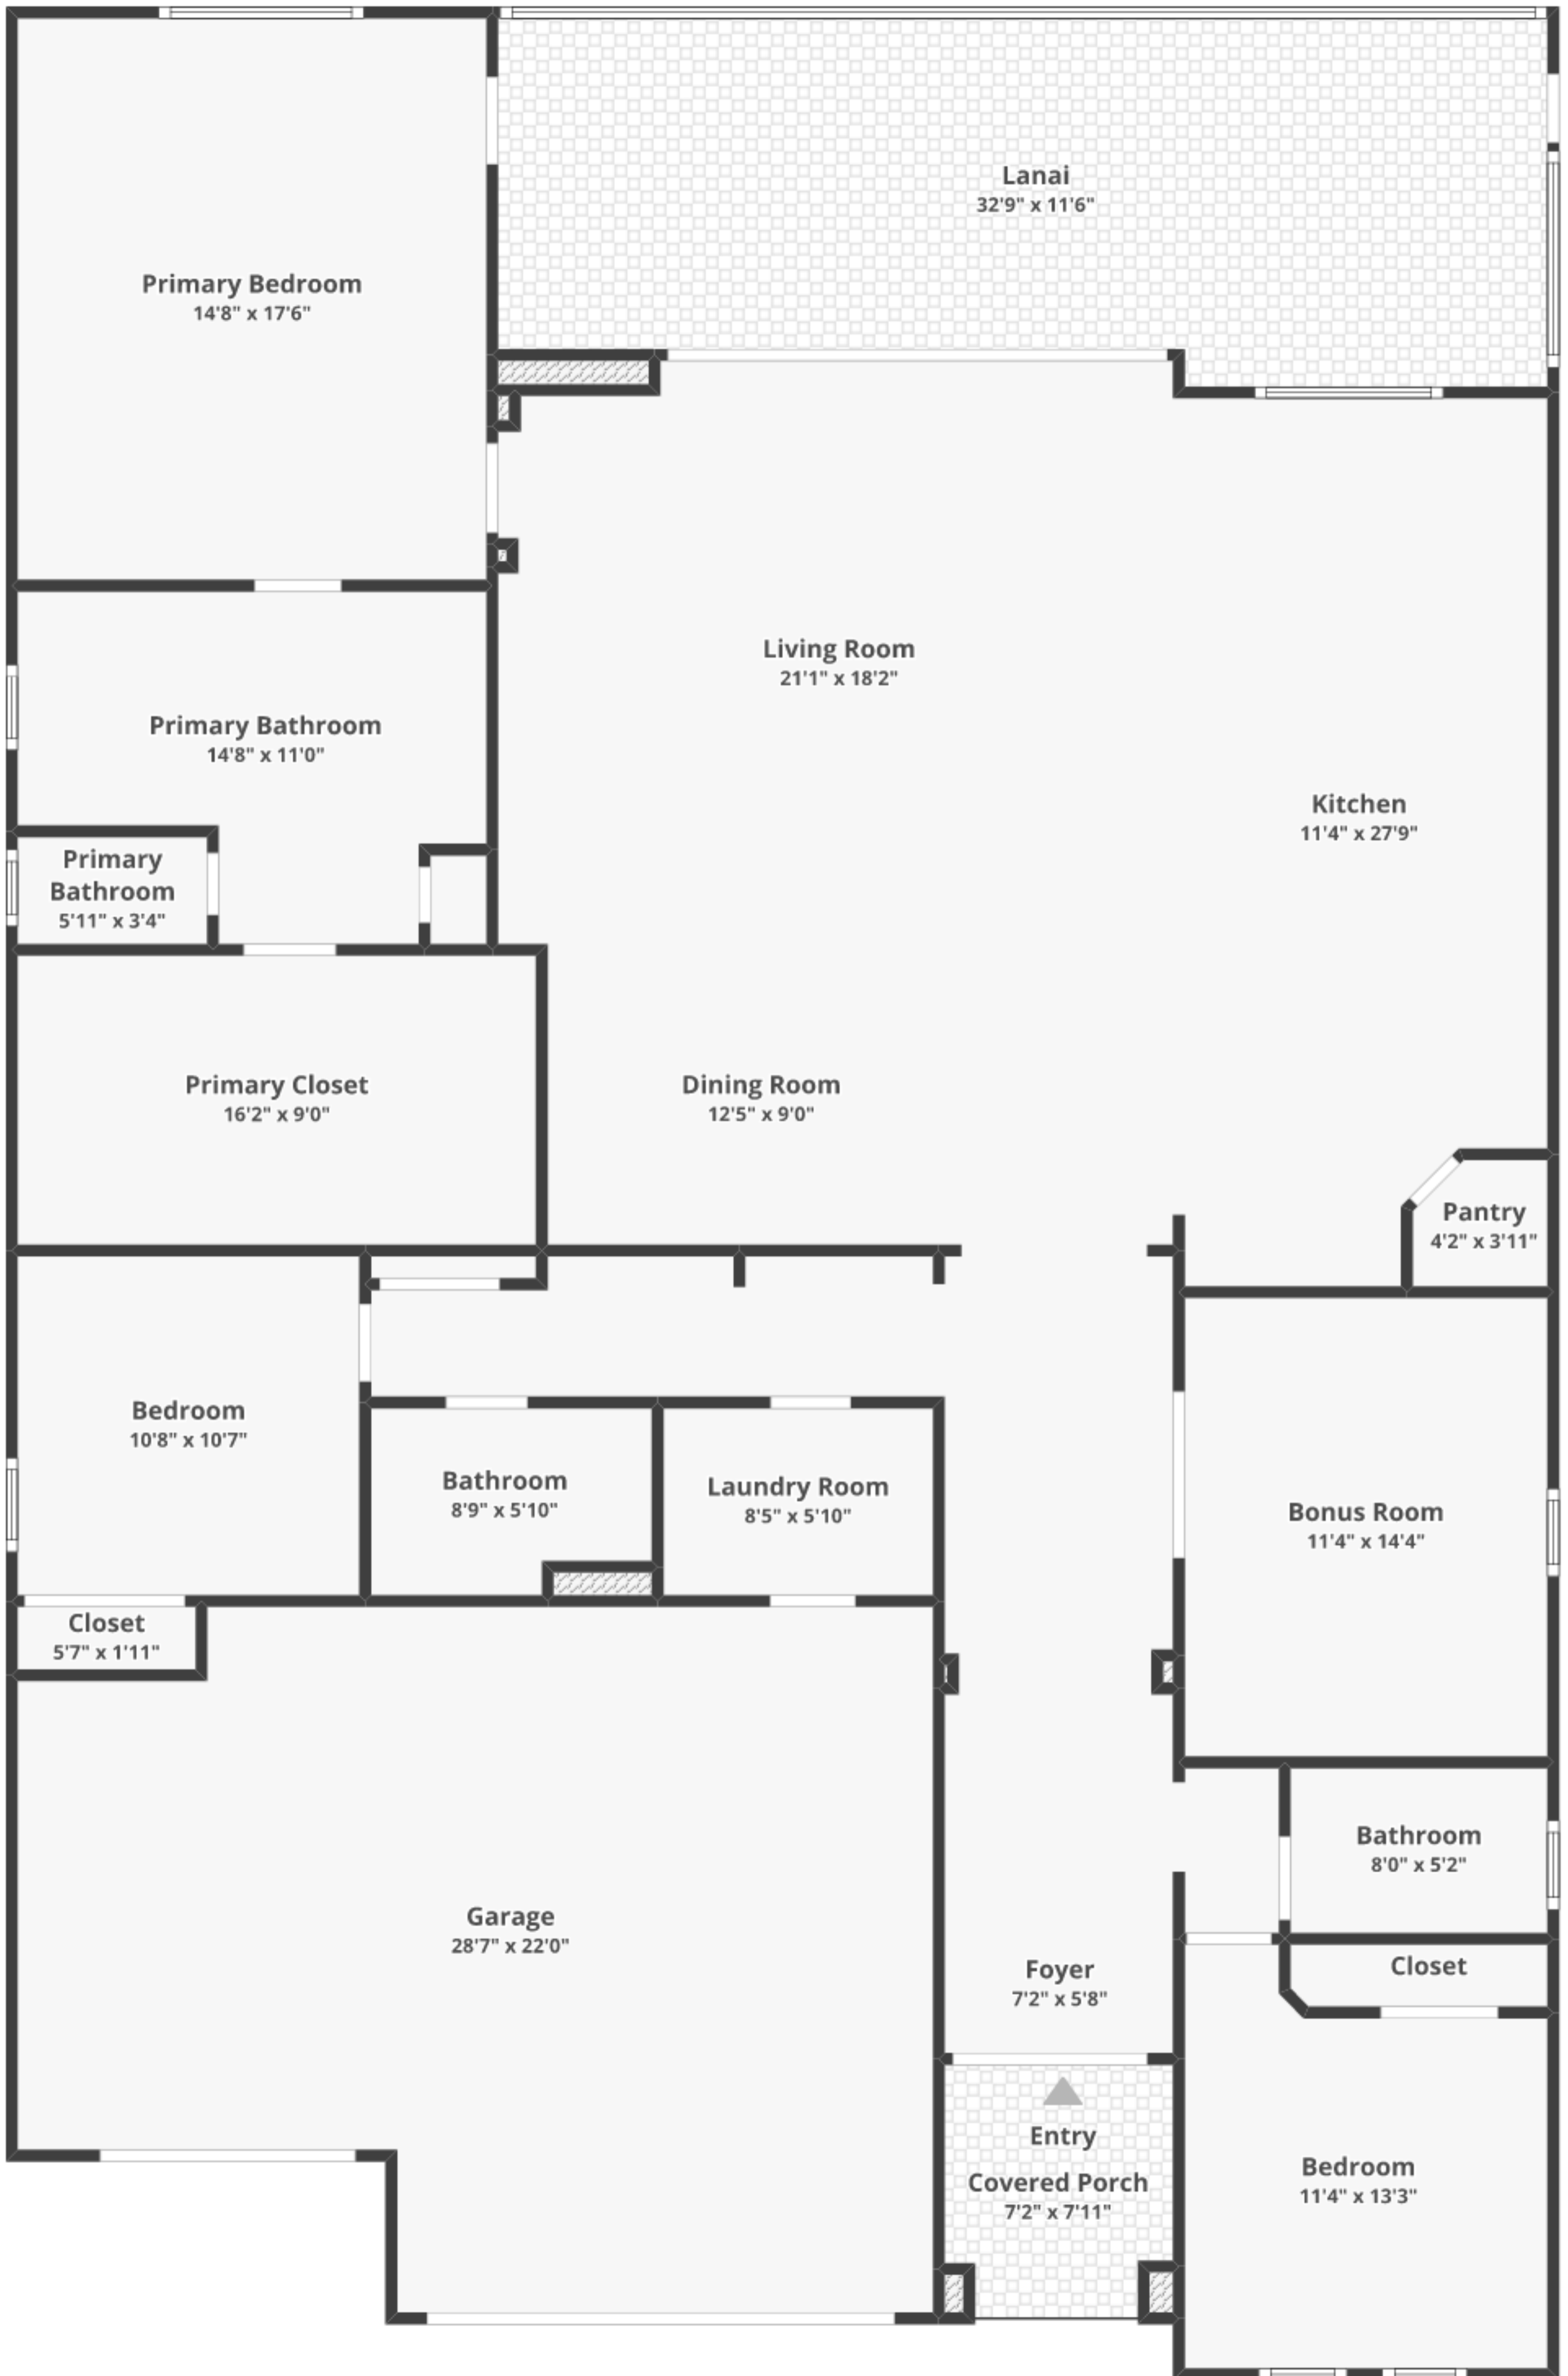 Lanai
32'9" x 11'6"
Primary Bedroom
14'8" x 17'6"
Living Room
21'1" x 18'2"
Primary Bathroom
14'8" x 11'0"
Kitchen
11'4" x 27'9"
Primary
Bathroom
5'11" x 3'4"
Primary Closet
16'2" x 9'0"
Dining Room
12'5" x 9'0"
Pantry
4'2" x 3'11"
Bedroom
10'8" x 10'7"
Bathroom
8'9" x 5'10"
Laundry Room
8'5" x 5'10"
Bonus Room
11'4" x 14'4"
Closet
5'7" x 1'11"
Bathroom
8'0" x 5'2"
Garage
28'7" x 22'0"
Foyer
7'2" x 5'8"
Closet
Entry
Covered Porch
7'2" x 7'11"
Bedroom
11'4" x 13'3"